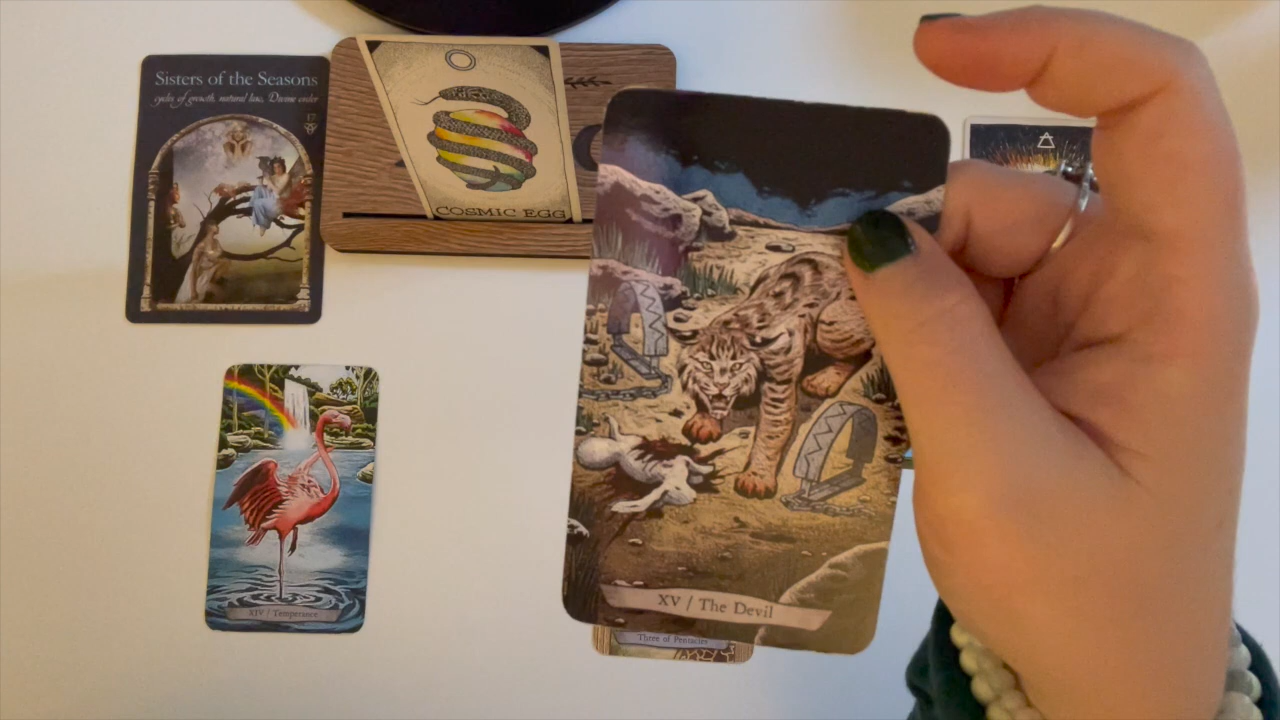 Sisters of the Seasons
cycles of growth, natural law, Divine order
17
COSMIC EGG
XIV / Temperance
XV / The Devil
Three of Pentacles